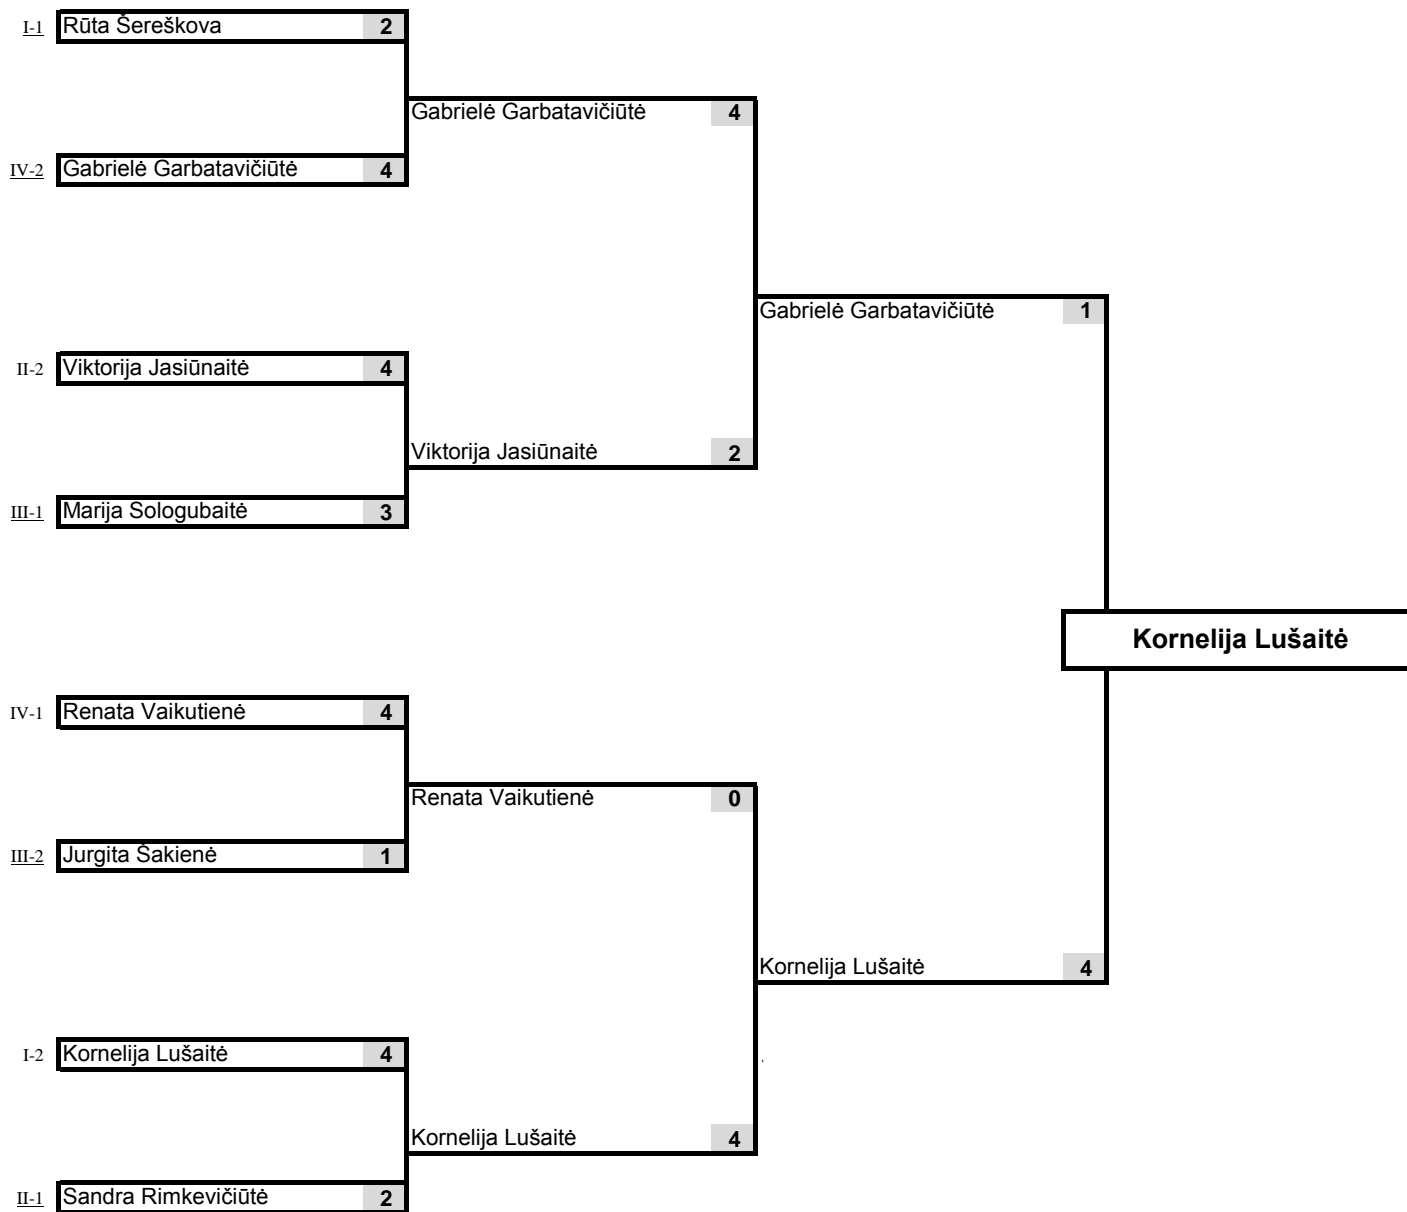 I-1 Rūta Šereškova 2
Gabrielė Garbatavičiūtė 4
IV-2 Gabrielė Garbatavičiūtė 4
Gabrielė Garbatavičiūtė 1
II-2 Viktorija Jasiūnaitė 4
Viktorija Jasiūnaitė 2
III-1 Marija Sologubaitė 3
Kornelija Lušaitė
IV-1 Renata Vaikutienė 4
Renata Vaikutienė 0
III-2 Jurgita Šakienė 1
Kornelija Lušaitė 4
I-2 Kornelija Lušaitė 4
,
Kornelija Lušaitė 4
II-1 Sandra Rimkevičiūtė 2